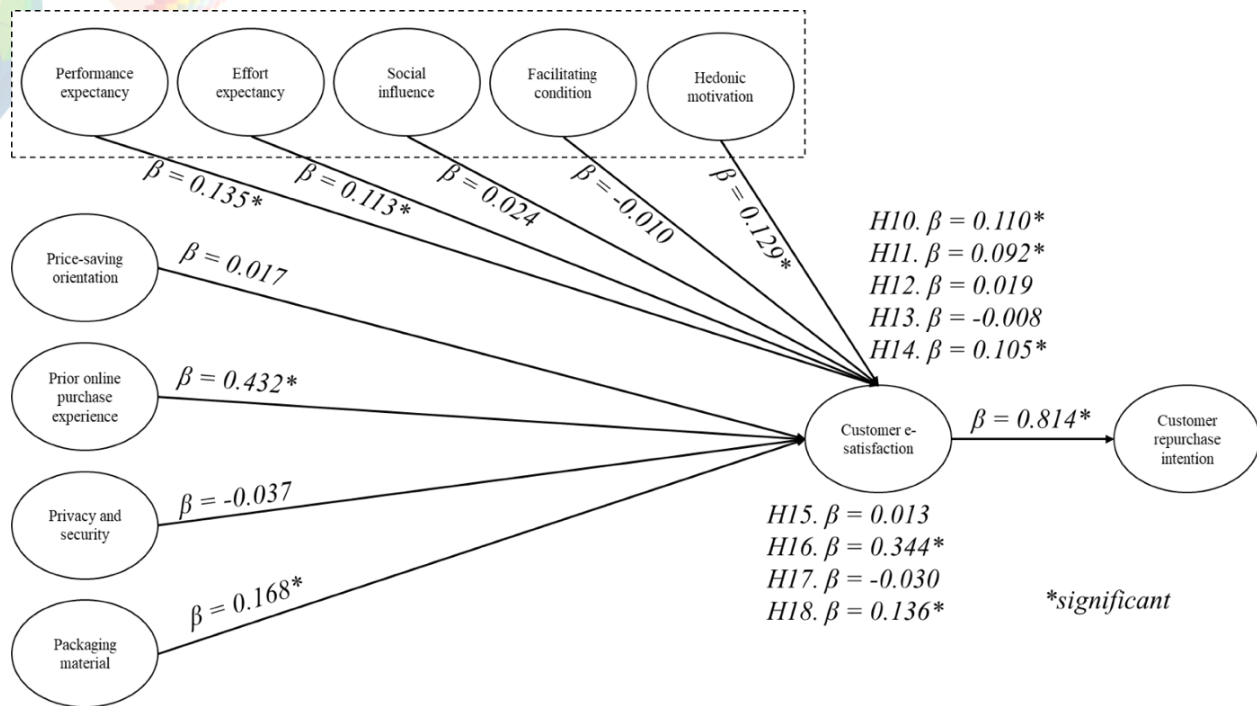 Performance
expectancy
Effort
expectancy
Social
influence
Facilitating
condition
Hedonic
motivation
β = 0.135*
β = 0.113*
β = 0.024
β = -0.010
β = 0.129*
H10. β = 0.110*
H11. β = 0.092*
H12. β = 0.019
H13. β = -0.008
H14. β = 0.105*
Price-saving
orientation
β = 0.017
Prior online
purchase
experience
β = 0.432*
Customer e-
satisfaction
β = 0.814*
Customer
repurchase
intention
Privacy and
security
β = -0.037
H15. β = 0.013
H16. β = 0.344*
H17. β = -0.030
H18. β = 0.136*
*significant
Packaging
material
β = 0.168*